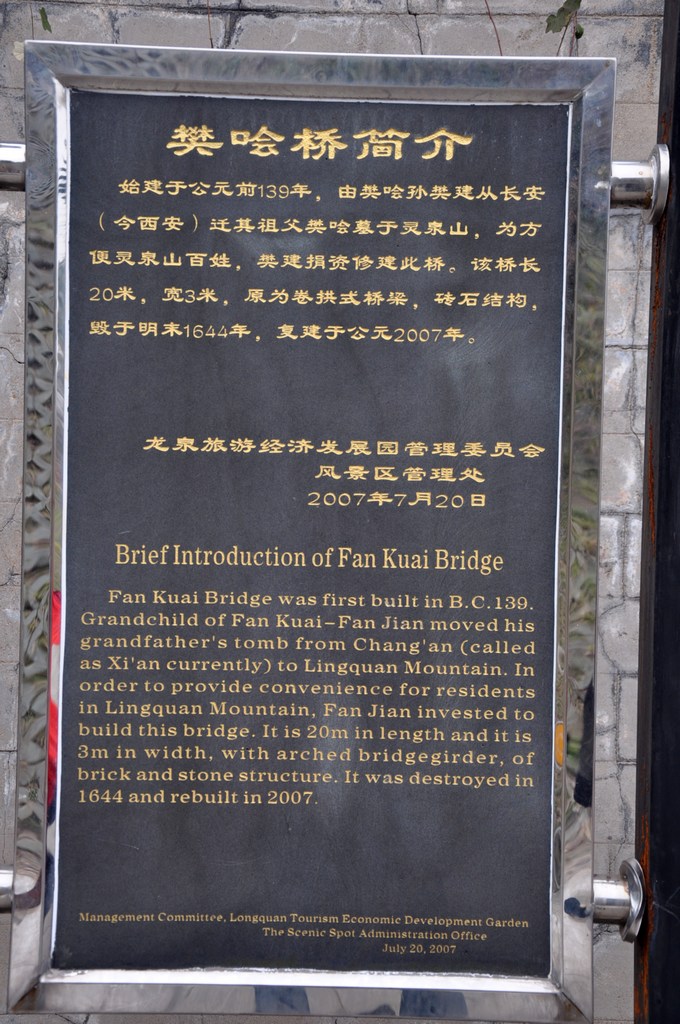 樊哙桥简介
始建于公元前139年，由樊哙孙樊建从长安
（今西安）迁其祖父樊哙墓于灵泉山，为方
便灵泉山百姓，樊建捐资修建此桥。该桥长
20米，宽3米，原为卷拱式桥梁，砖石结构，
毁于明末1644年，复建于公元2007年。
龙泉旅游经济发展园管理委员会
风景区管理处
2007年7月20日
Brief Introduction of Fan Kuai Bridge
Fan Kuai Bridge was first built in B.C.139.
Grandchild of Fan Kuai–Fan Jian moved his
grandfather's tomb from Chang'an (called
as Xi'an currently) to Lingquan Mountain. In
order to provide convenience for residents
in Lingquan Mountain, Fan Jian invested to
build this bridge. It is 20m in length and it is
3m in width, with arched bridgegirder, of
brick and stone structure. It was destroyed in
1644 and rebuilt in 2007.
Management Committee, Longquan Tourism Economic Development Garden
The Scenic Spot Administration Office
July 20, 2007